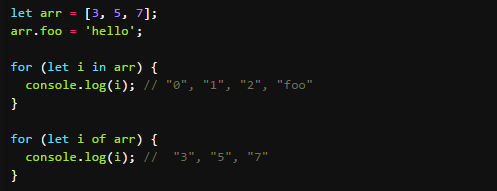 let arr = [3, 5, 7];
arr.foo = 'hello';

for (let i in arr) {
  console.log(i); // "0", "1", "2", "foo"
}

for (let i of arr) {
  console.log(i); //  "3", "5", "7"
}